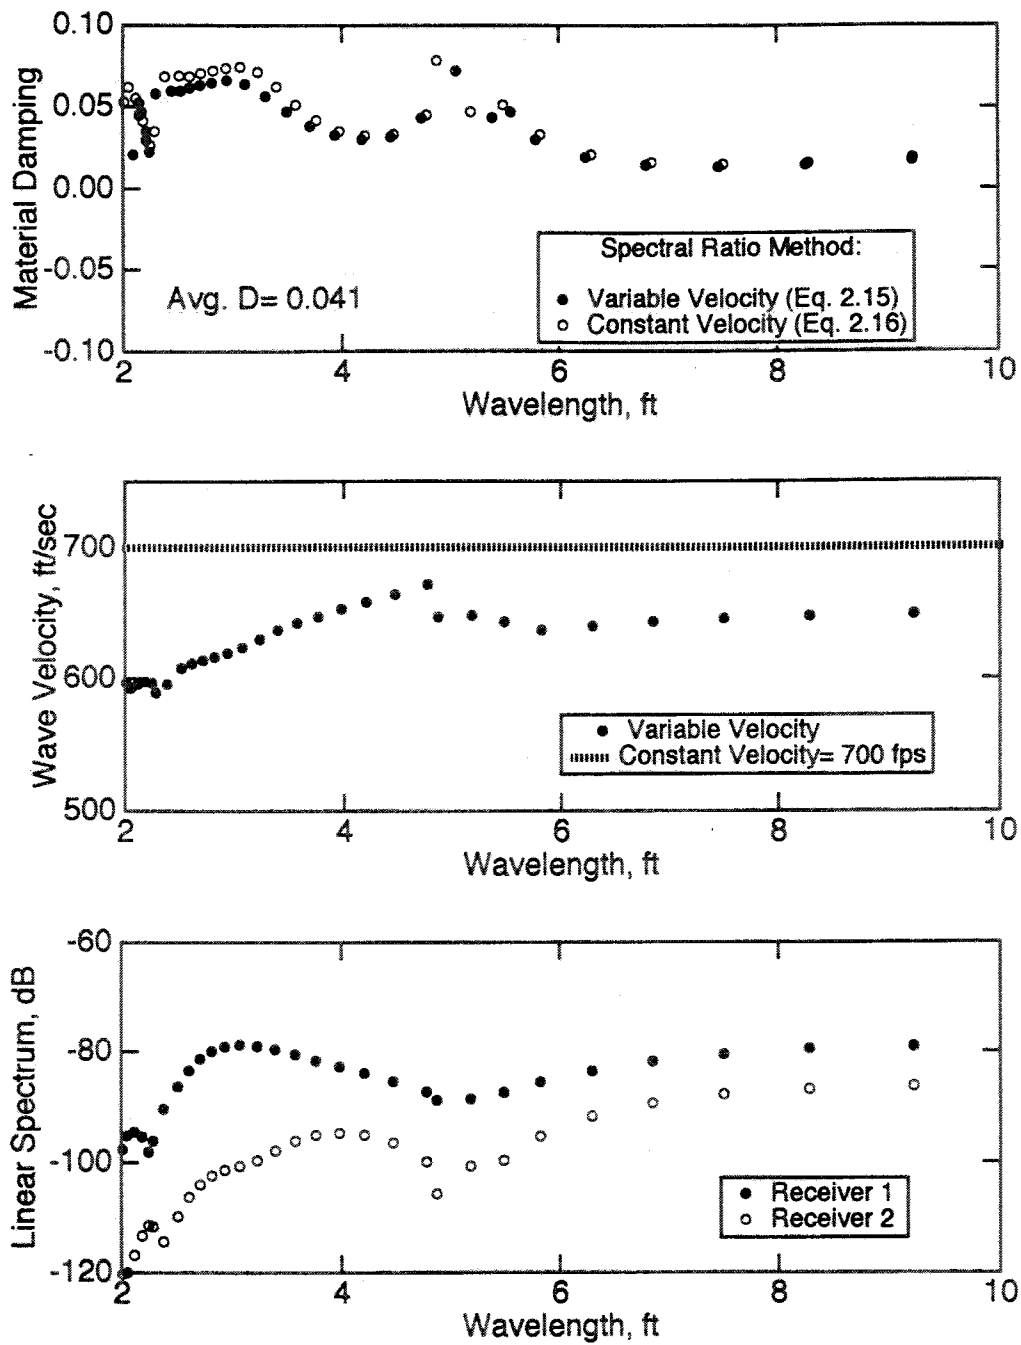 0.10
0.05
0.00
-0.05
-0.10
Material Damping
Avg. D= 0.041
Spectral Ratio Method:
Variable Velocity (Eq. 2.15)
Constant Velocity (Eq. 2.16)
2 4 6 8 10
Wavelength, ft
700
600
500
Wave Velocity, ft/sec
Variable Velocity
Constant Velocity= 700 fps
2 4 6 8 10
Wavelength, ft
-60
-80
-100
-120
Linear Spectrum, dB
Receiver 1
Receiver 2
2 4 6 8 10
Wavelength, ft